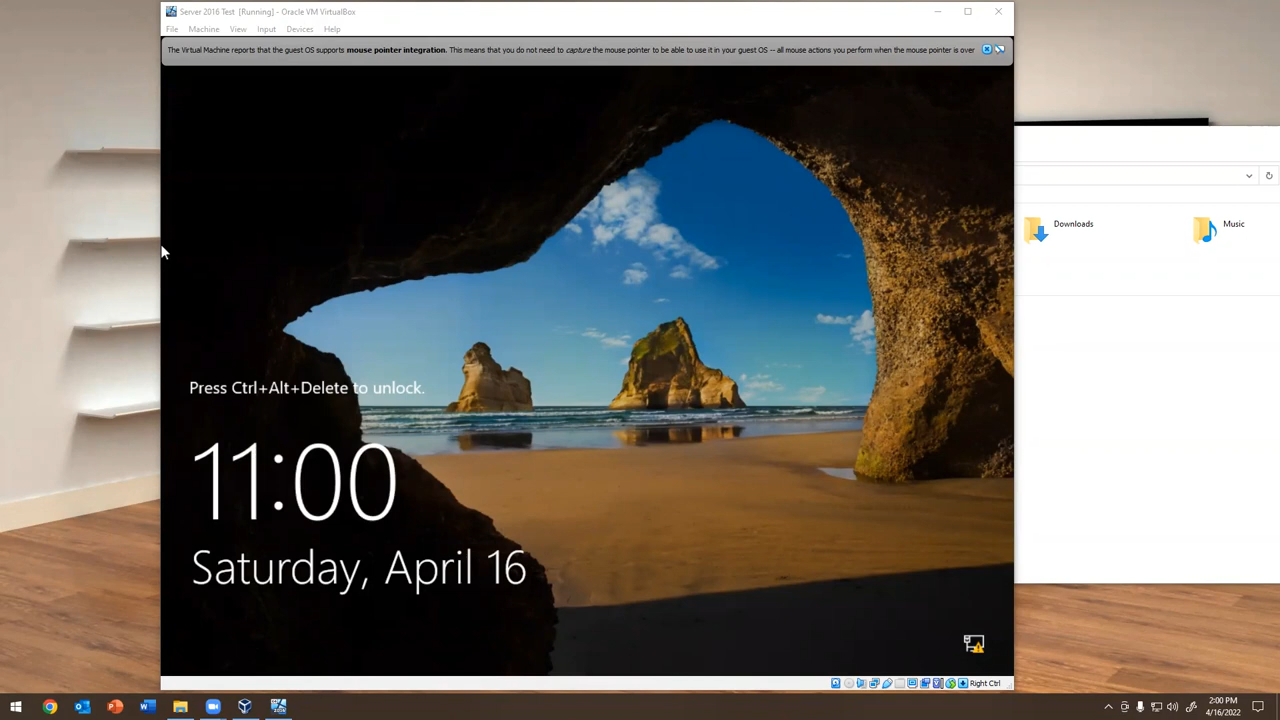 Server 2016 Test [Running] - Oracle VM VirtualBox
File Machine View Input Devices Help
The Virtual Machine reports that the guest OS supports mouse pointer integration. This means that you do not need to capture the mouse pointer to be able to use it in your guest OS -- all mouse actions you perform when the mouse pointer is over
Downloads
Music
Press Ctrl+Alt+Delete to unlock.
11:00
Saturday, April 16
Right Ctrl
2:00 PM
4/16/2022